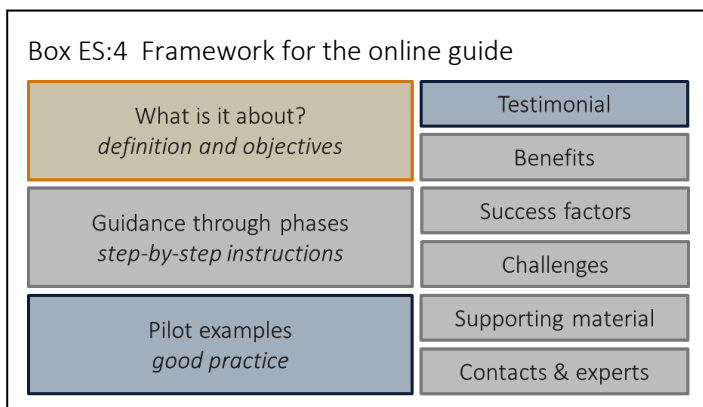 Box ES:4 Framework for the online guide
What is it about?
definition and objectives
Guidance through phases
step-by-step instructions
Pilot examples
good practice
Testimonial
Benefits
Success factors
Challenges
Supporting material
Contacts & experts